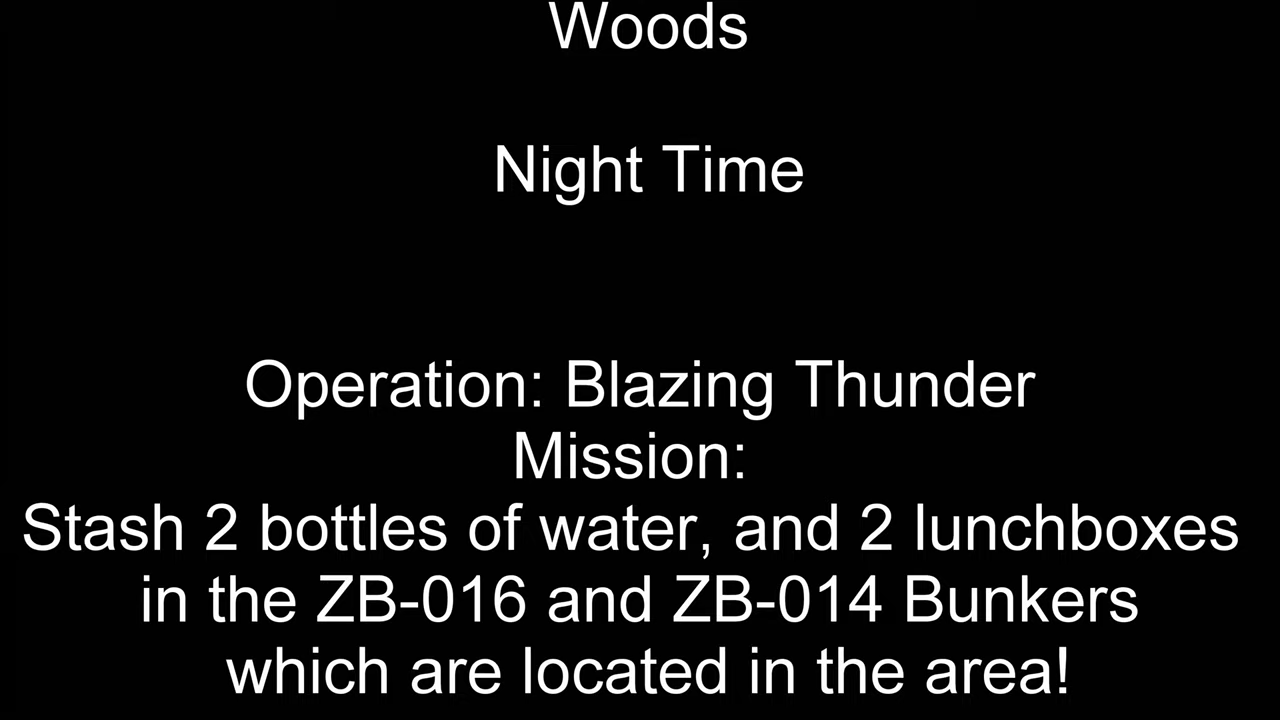 Woods
Night Time
Operation: Blazing Thunder
Mission:
Stash 2 bottles of water, and 2 lunchboxes
in the ZB-016 and ZB-014 Bunkers
which are located in the area!